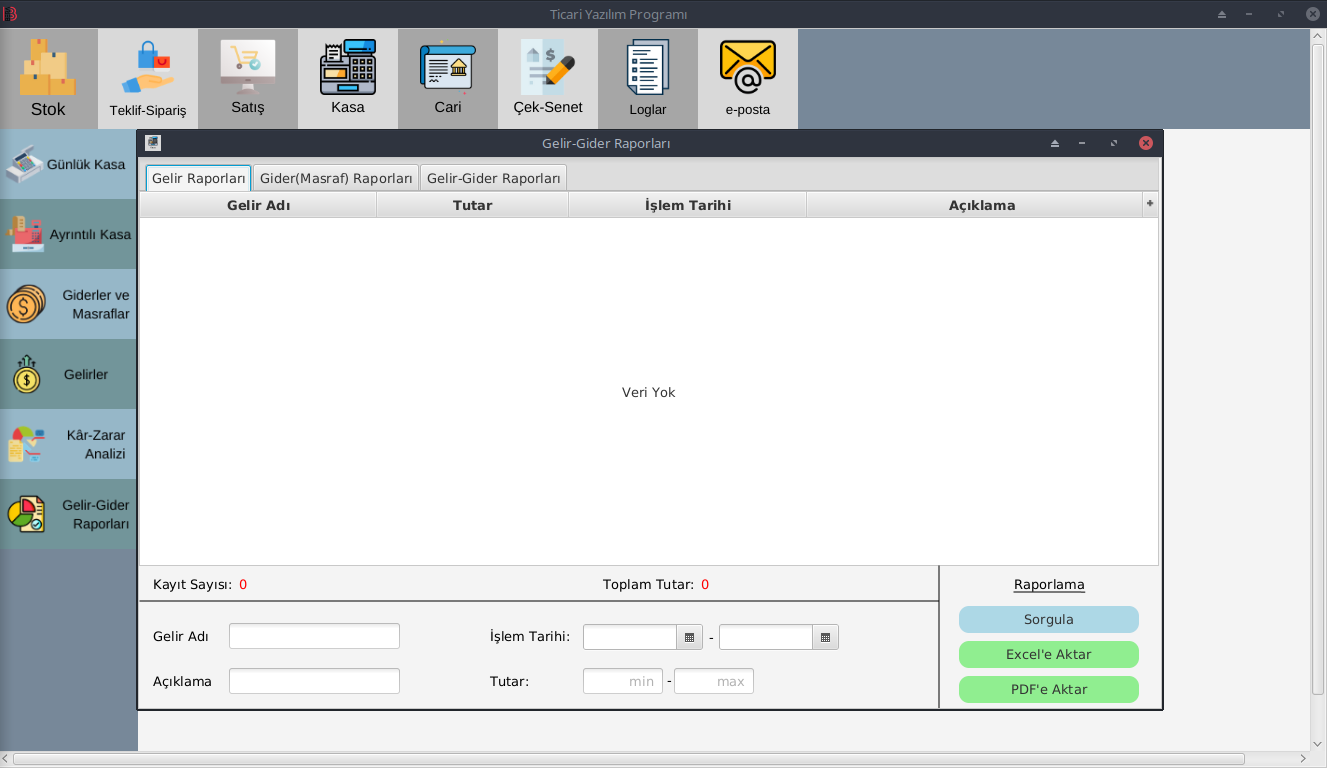 Ticari Yazılım Programı
Stok
Teklif-Sipariş
Satış
Kasa
Cari
Çek-Senet
Loglar
e-posta
Günlük Kasa
Ayrıntılı Kasa
Giderler ve
Masraflar
Gelirler
Kâr-Zarar
Analizi
Gelir-Gider
Raporları
Gelir-Gider Raporları
Gelir Raporları Gider(Masraf) Raporları Gelir-Gider Raporları
Gelir Adı Tutar İşlem Tarihi Açıklama +
Veri Yok
Kayıt Sayısı: 0 Toplam Tutar: 0
Gelir Adı İşlem Tarihi: -
Açıklama Tutar: min - max
Raporlama
Sorgula
Excel'e Aktar
PDF'e Aktar